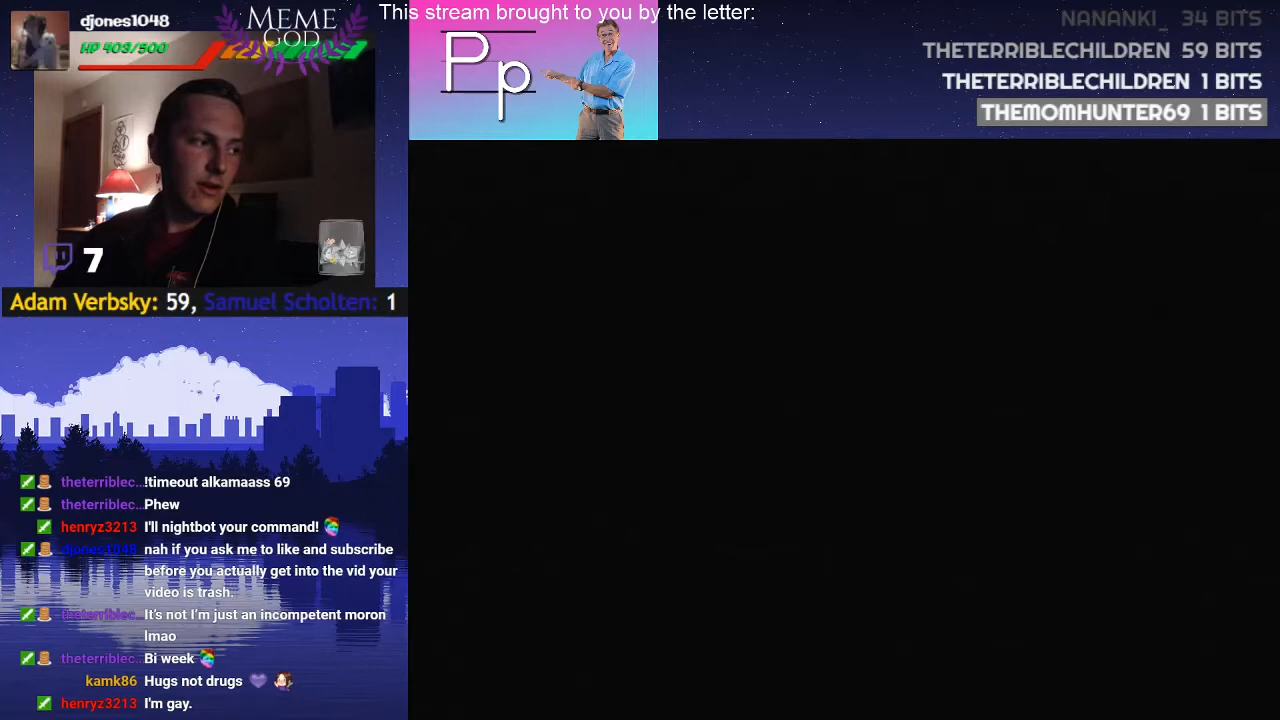 djones1048
HP 403/500
MEME
GOD
7
Adam Verbsky: 59, Samuel Scholten: 1
This stream brought to you by the letter:
Pp
NANANKI_ 34 BITS
THETERRIBLECHILDREN 59 BITS
THETERRIBLECHILDREN 1 BITS
THEMOMHUNTER69 1 BITS
theterriblec... !timeout alkamaass 69
theterriblec... Phew
henryz3213 I'll nightbot your command!
djones1048 nah if you ask me to like and subscribe
before you actually get into the vid your
video is trash.
theterriblec... It's not I'm just an incompetent moron
lmao
theterriblec... Bi week
kamk86 Hugs not drugs
henryz3213 I'm gay.